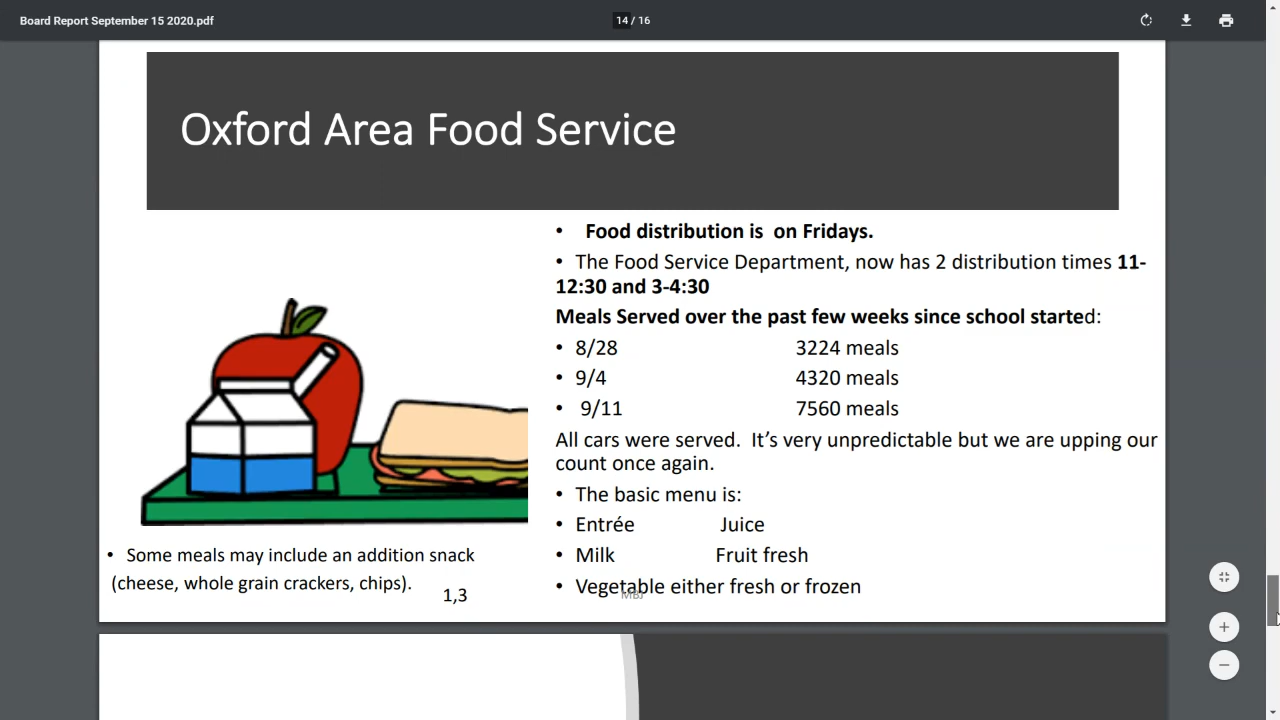 Board Report September 15 2020.pdf
14 / 16
Oxford Area Food Service
• Food distribution is on Fridays.
• The Food Service Department, now has 2 distribution times 11-
12:30 and 3-4:30
Meals Served over the past few weeks since school started:
• 8/28 3224 meals
• 9/4 4320 meals
• 9/11 7560 meals
All cars were served. It’s very unpredictable but we are upping our
count once again.
• The basic menu is:
• Entrée Juice
• Milk Fruit fresh
• Vegetable either fresh or frozen
• Some meals may include an addition snack
(cheese, whole grain crackers, chips).
1,3
MBJ